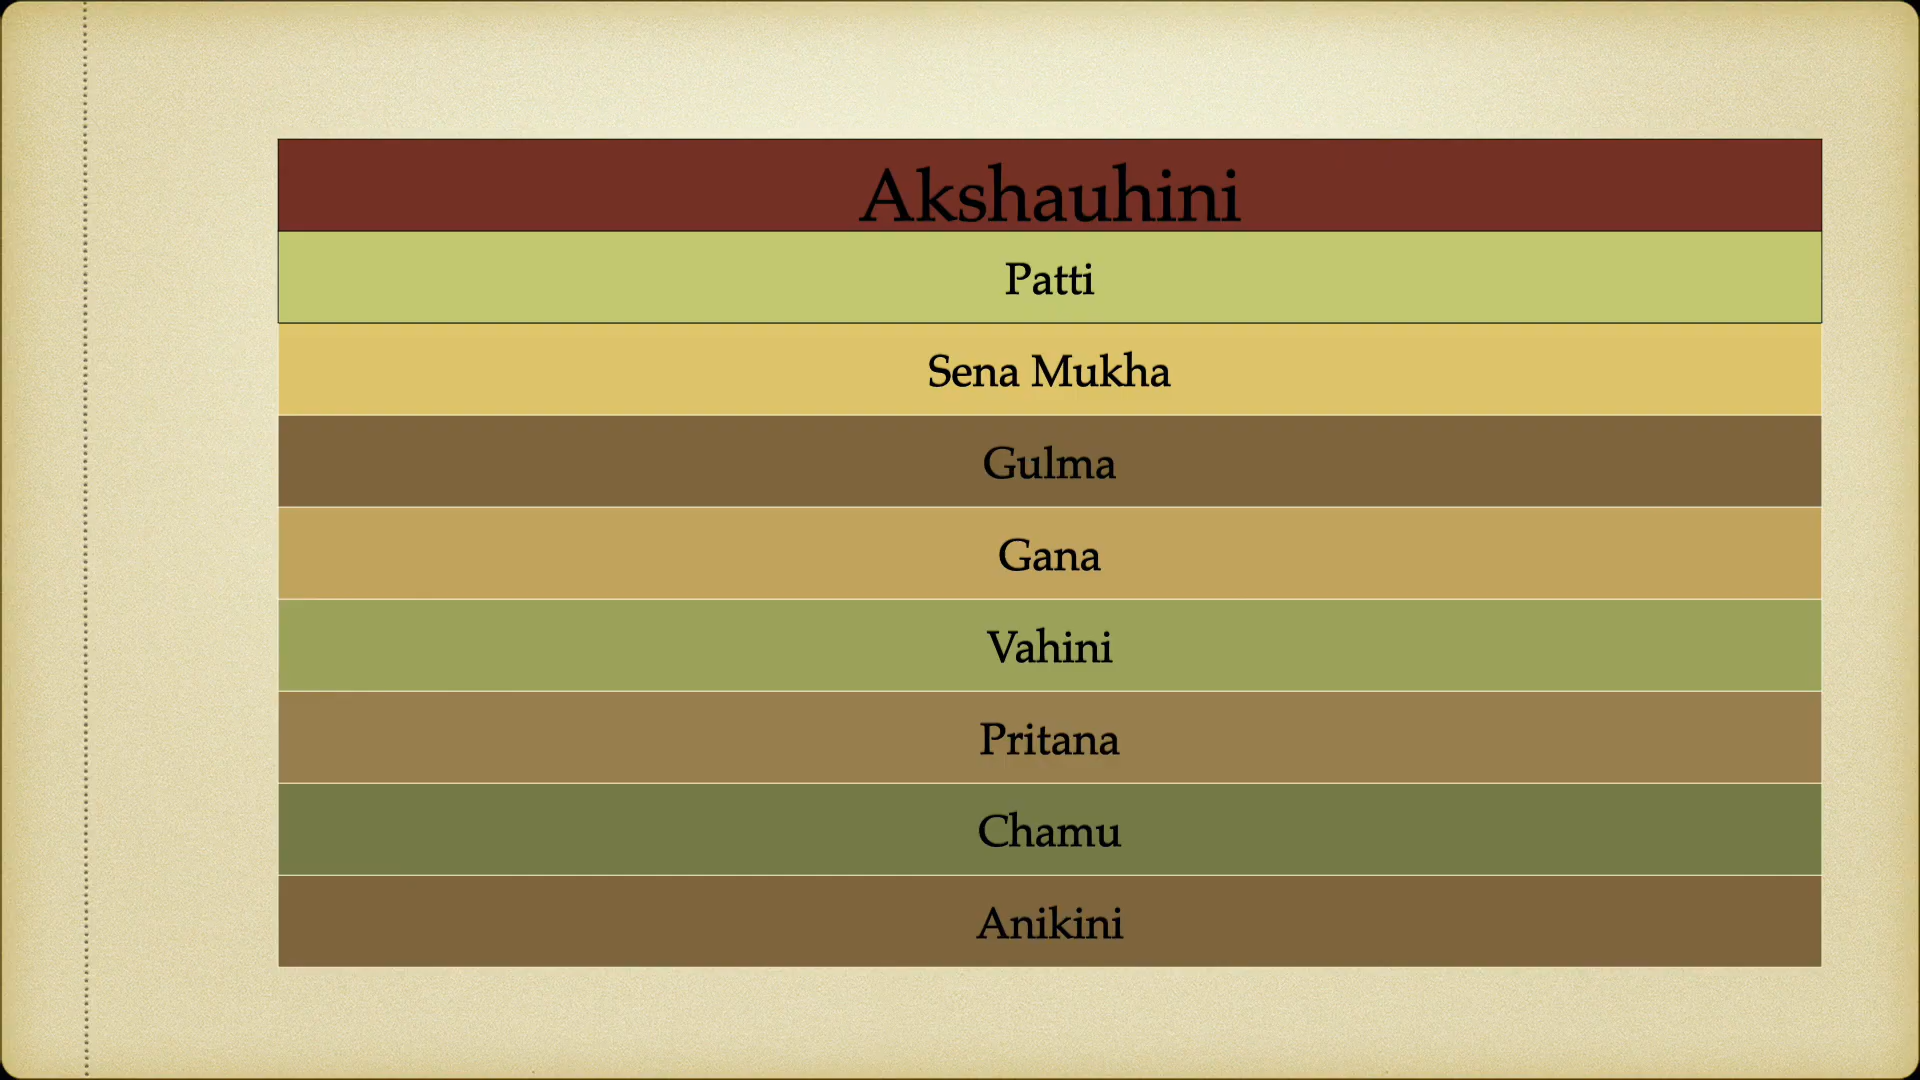 Akshauhini
Patti
Sena Mukha
Gulma
Gana
Vahini
Pritana
Chamu
Anikini